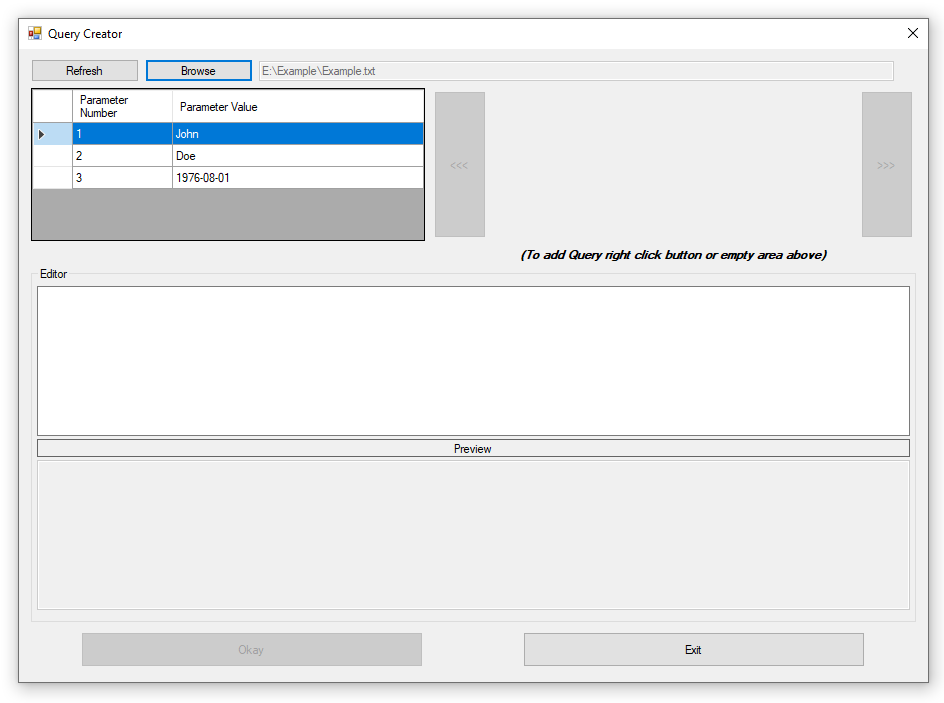 Query Creator
Refresh
Browse
E:\Example\Example.txt
Parameter
Number
Parameter Value
1
John
2
Doe
3
1976-08-01
<<<
>>>
(To add Query right click button or empty area above)
Editor
Preview
Okay
Exit